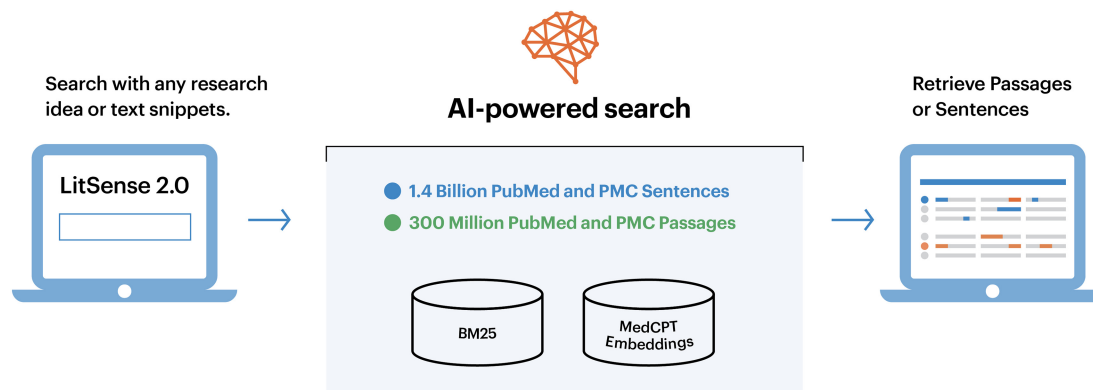 Search with any research
idea or text snippets.
LitSense 2.0
AI-powered search
1.4 Billion PubMed and PMC Sentences
300 Million PubMed and PMC Passages
BM25
MedCPT
Embeddings
Retrieve Passages
or Sentences